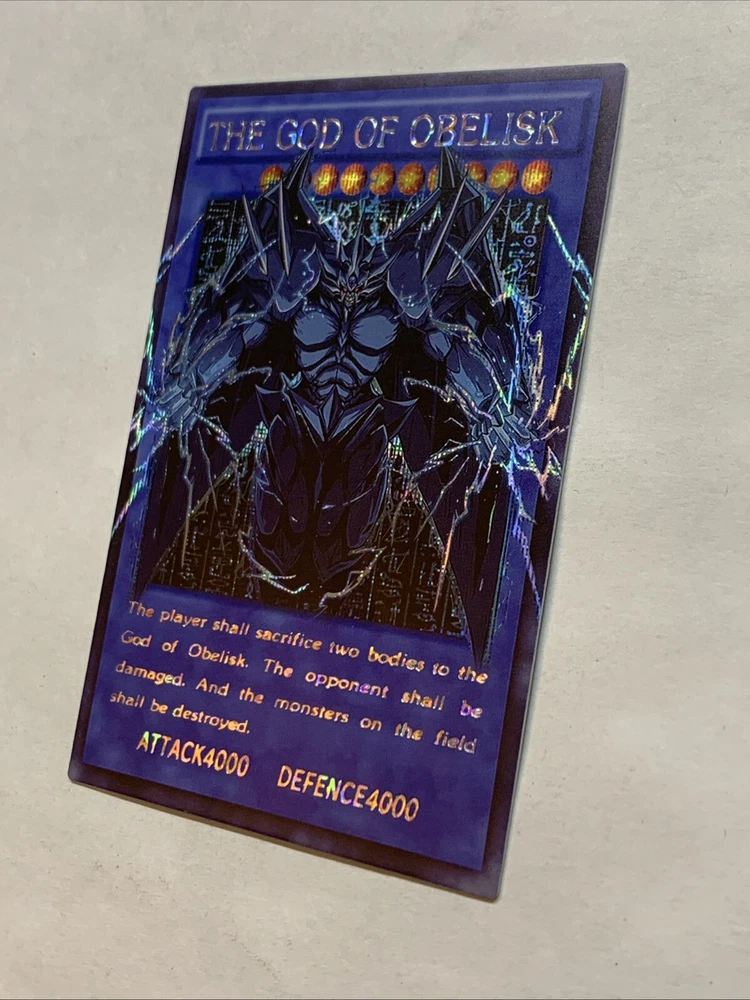 THE GOD OF OBELISK
The player shall sacrifice two bodies to the
God of Obelisk. The opponent shall be
damaged. And the monsters on the field
shall be destroyed.
ATTACK4000 DEFENCE4000